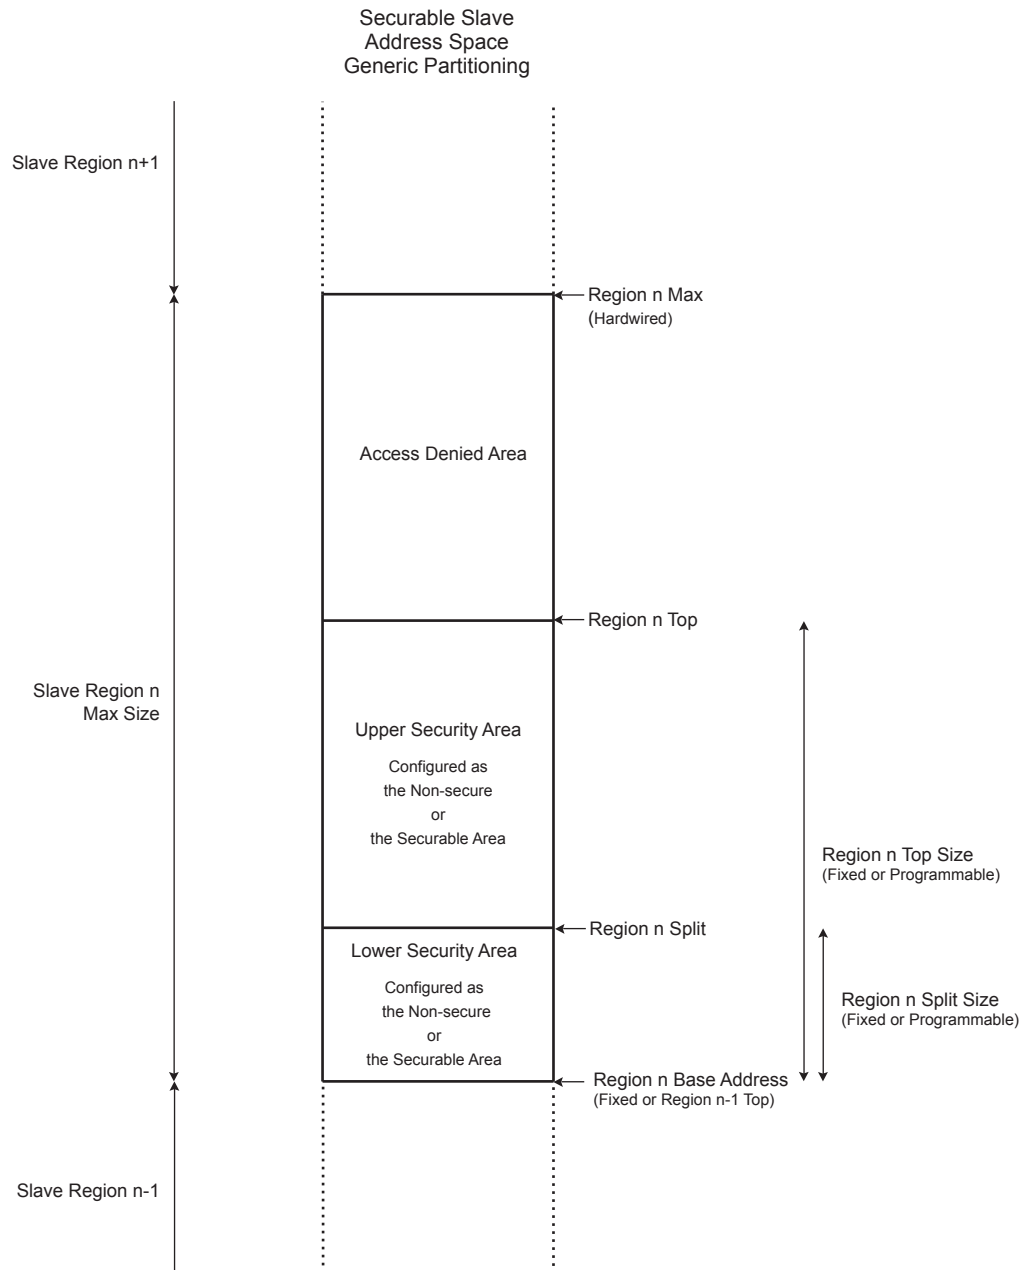 Securable Slave
Address Space
Generic Partitioning
Slave Region n+1
Region n Max
(Hardwired)
Access Denied Area
Region n Top
Slave Region n
Max Size
Upper Security Area
Configured as
the Non-secure
or
the Securable Area
Region n Top Size
(Fixed or Programmable)
Region n Split
Lower Security Area
Configured as
the Non-secure
or
the Securable Area
Region n Split Size
(Fixed or Programmable)
Region n Base Address
(Fixed or Region n-1 Top)
Slave Region n-1